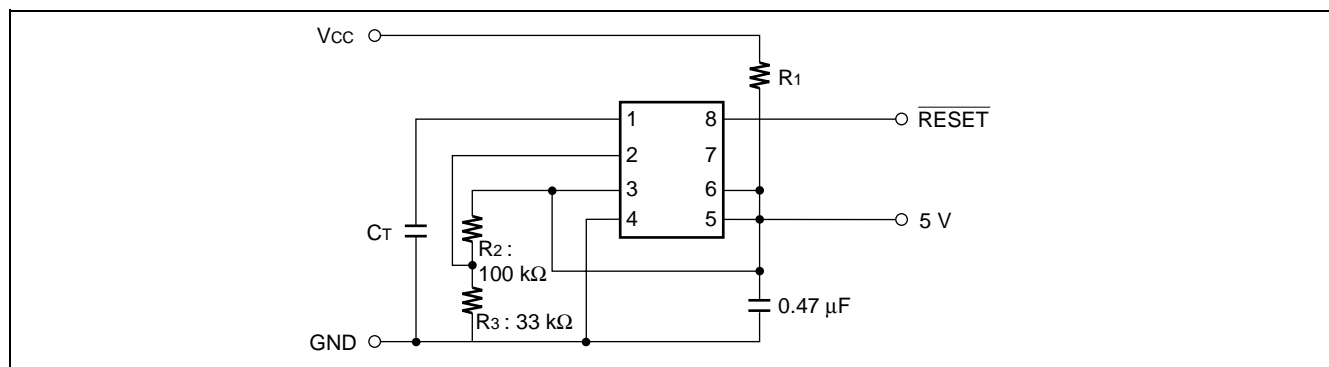 VCC
R1
1 8 RESET
2 7
3 6
4 5 5 V
CT
R2 :
100 kΩ
R3 : 33 kΩ
0.47 µF
GND